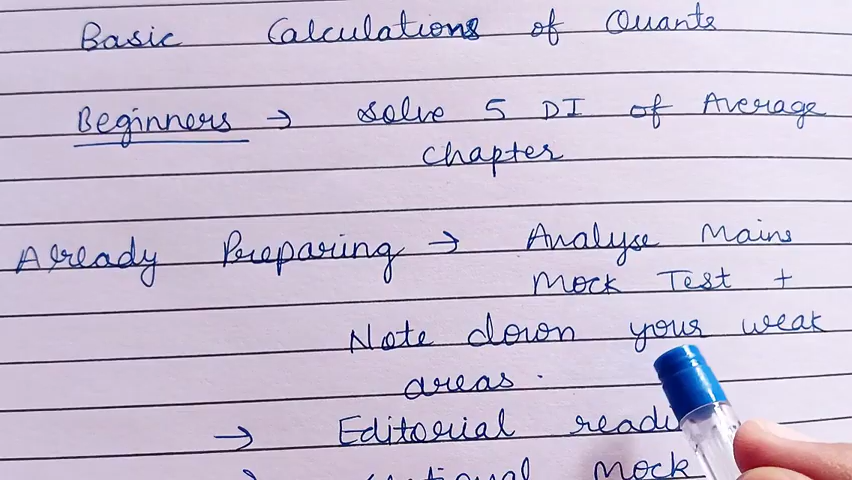 Basic Calculations of Quants
Beginners → Solve 5 DI of Average
Chapter
Already Preparing → Analyse Mains
Mock Test +
Note down your weak
areas.
→ Editorial
Mock